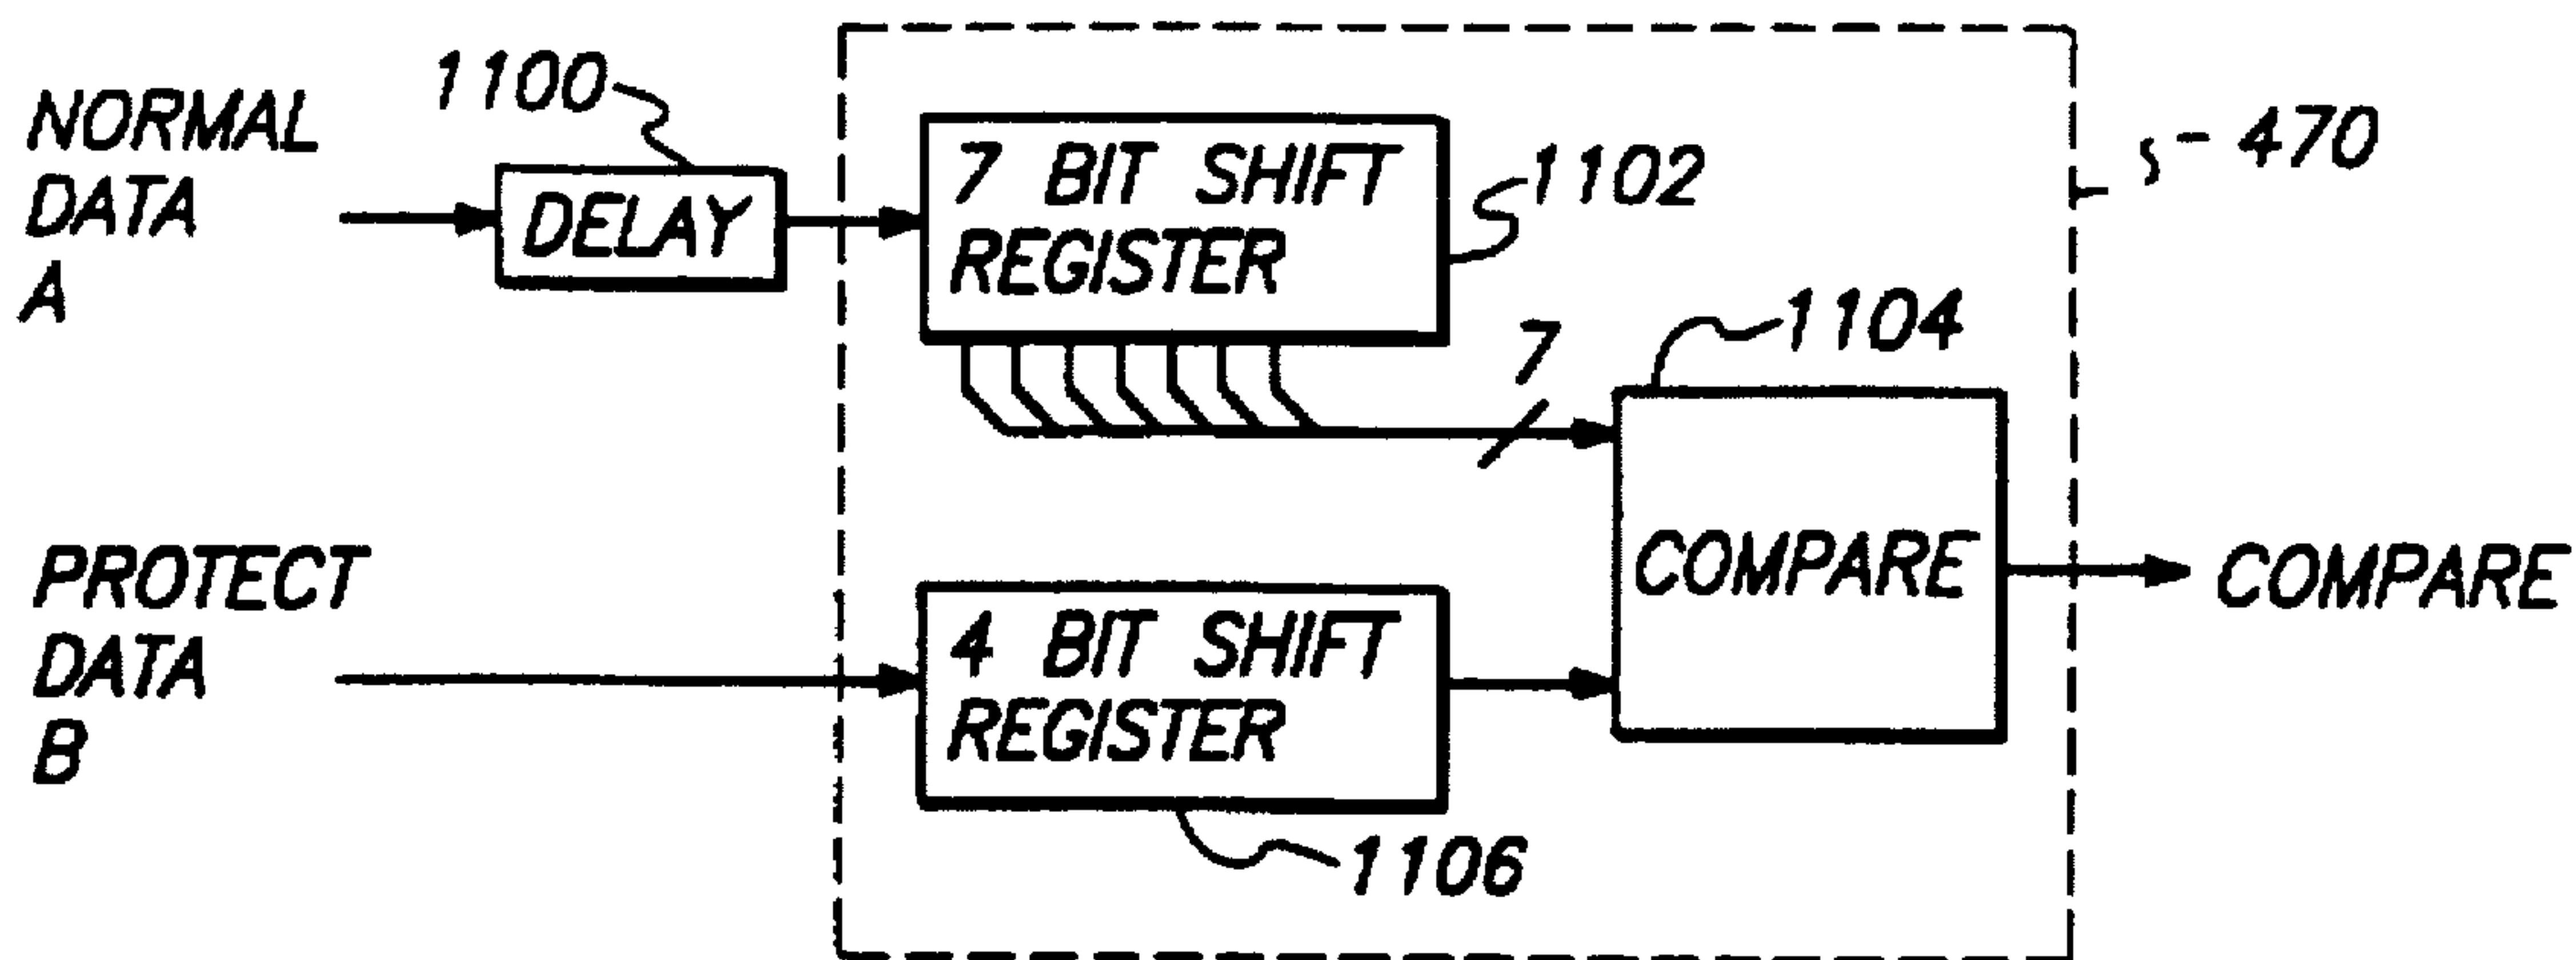 NORMAL
DATA
A
1100
DELAY
7 BIT SHIFT
REGISTER
1102
470
7
1104
COMPARE
COMPARE
PROTECT
DATA
B
4 BIT SHIFT
REGISTER
1106